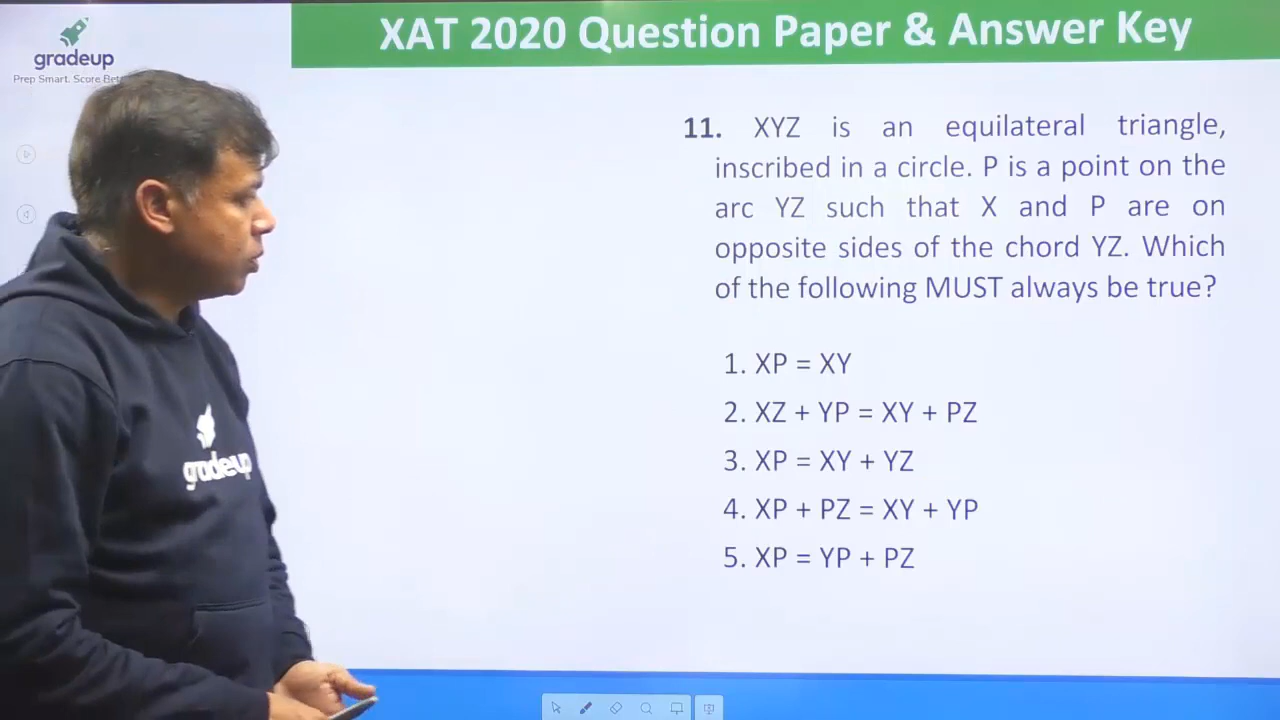 XAT 2020 Question Paper & Answer Key
gradeup
Prep Smart. Score
11. XYZ is an equilateral triangle,
inscribed in a circle. P is a point on the
arc YZ such that X and P are on
opposite sides of the chord YZ. Which
of the following MUST always be true?
1. XP = XY
2. XZ + YP = XY + PZ
3. XP = XY + YZ
4. XP + PZ = XY + YP
5. XP = YP + PZ
gradeup